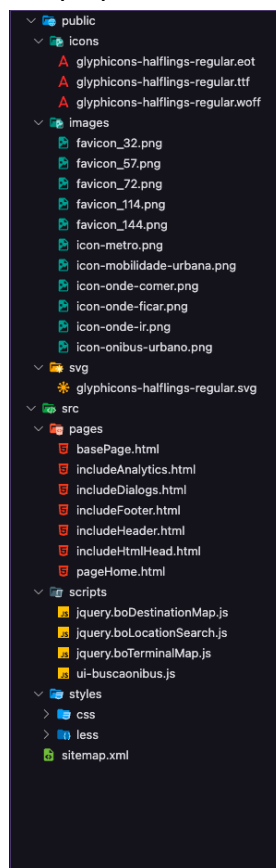 public
icons
glyphicons-halflings-regular.eot
glyphicons-halflings-regular.ttf
glyphicons-halflings-regular.woff
images
favicon_32.png
favicon_57.png
favicon_72.png
favicon_114.png
favicon_144.png
icon-metro.png
icon-mobilidade-urbana.png
icon-onde-comer.png
icon-onde-ficar.png
icon-onde-ir.png
icon-onibus-urbano.png
svg
glyphicons-halflings-regular.svg
src
pages
basePage.html
includeAnalytics.html
includeDialogs.html
includeFooter.html
includeHeader.html
includeHtmlHead.html
pageHome.html
scripts
jquery.boDestinationMap.js
jquery.boLocationSearch.js
jquery.boTerminalMap.js
ui-buscaonibus.js
styles
css
less
sitemap.xml